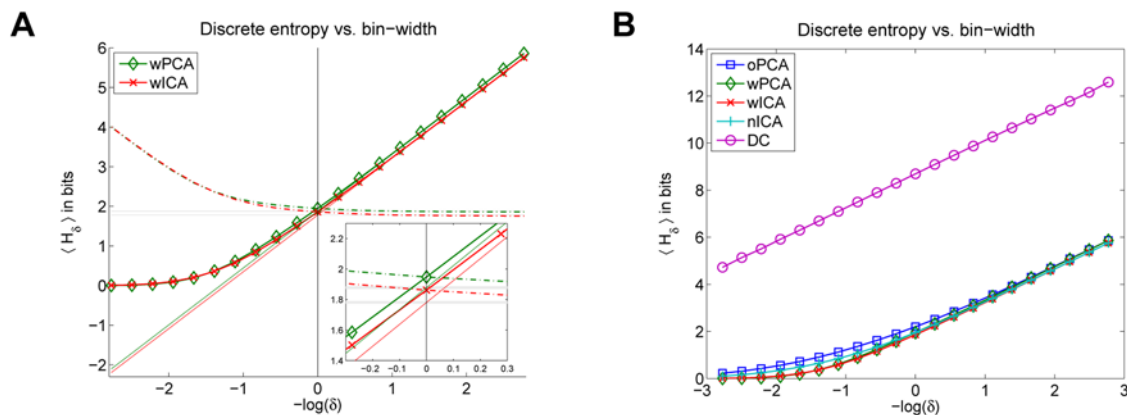 A
Discrete entropy vs. bin−width
wPCA
wICA
⟨ Hδ ⟩ in bits
6
5
4
3
2
1
0
−1
−2
−2
−1
0
1
2
−log(δ)
2.2
2
1.8
1.6
1.4
−0.2
−0.1
0
0.1
0.2
0.3
B
Discrete entropy vs. bin−width
oPCA
wPCA
wICA
nICA
DC
⟨ Hδ ⟩ in bits
14
12
10
8
6
4
2
0
−3
−2
−1
0
1
2
3
−log(δ)